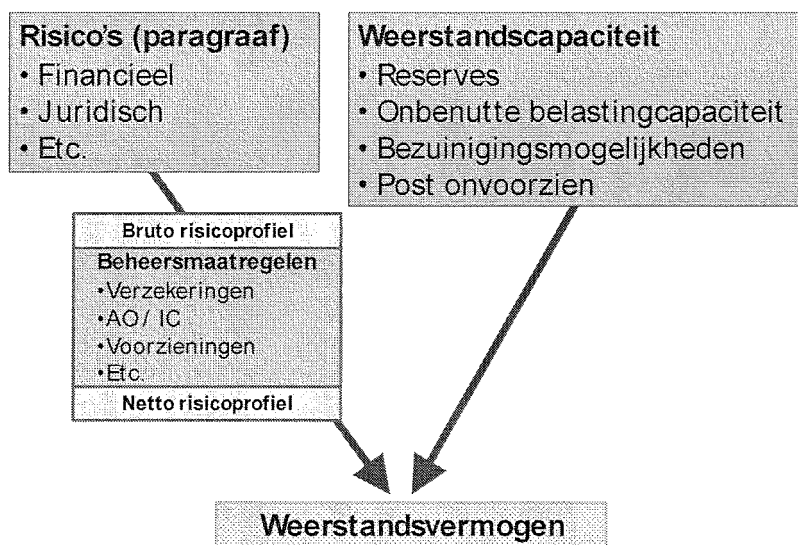 Risico's (paragraaf)
• Financieel
• Juridisch
• Etc.
Weerstandscapaciteit
• Reserves
• Onbenutte belastingcapaciteit
• Bezuinigingsmogelijkheden
• Post onvoorzien
Bruto risicoprofiel
Beheersmaatregelen
•Verzekeringen
•AO/ IC
•Voorzieningen
•Etc.
Netto risicoprofiel
Weerstandsvermogen